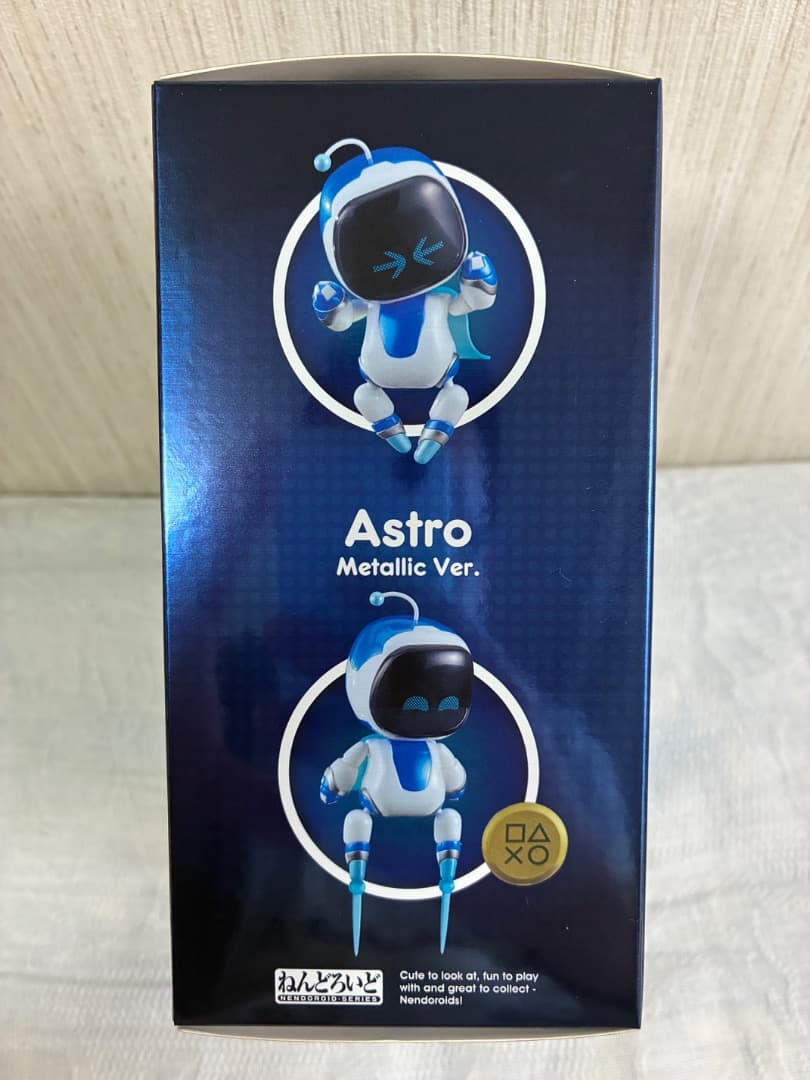 Astro
Metallic Ver.
ねんどろいど
NENDOROID·SERIES
Cute to look at, fun to play
with and great to collect -
Nendoroids!